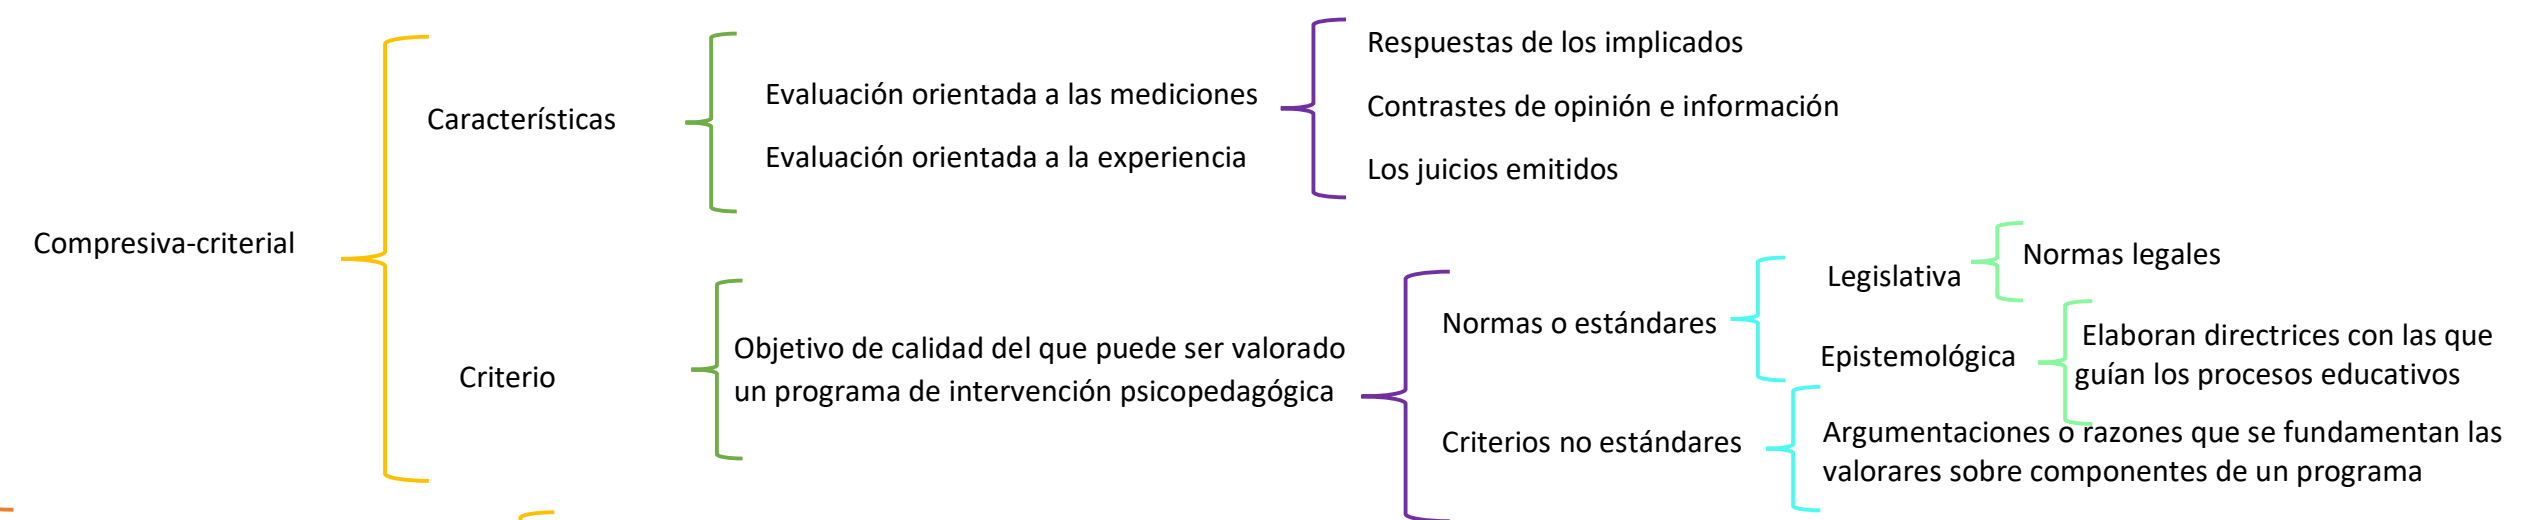 Compresiva-criterial
Característicias
Evaluación orientada a las mediciones
Evaluación orientada a la experiencia
Respuestas de los implicados
Contrastes de opinión e información
Los juicios emitidos
Criterio
Objetivo de calidad del que puede ser valorado
un programa de intervención psicopedagógica
Normas o estándares
Legislativa
Normas legales
Epistemológica
Elaboran directrices con las que
guían los procesos educativos
Criterios no estándares
Argumentaciones o razones que se fundamentan las
valorares sobre componentes de un programa